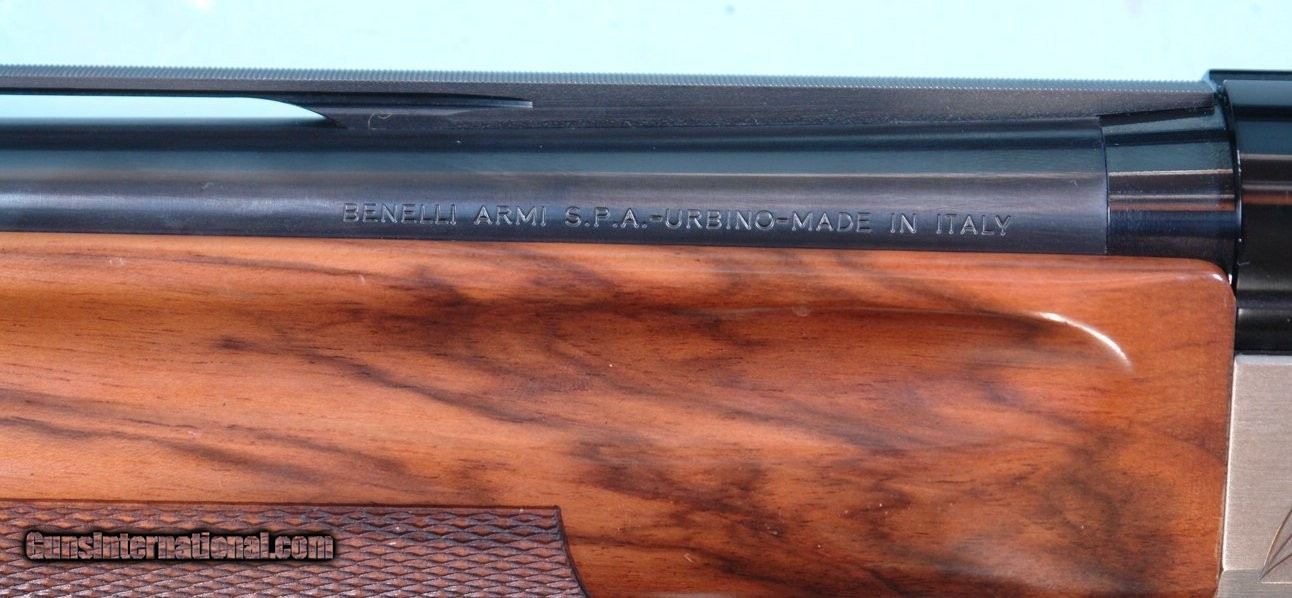 BENELLI ARMI S.P.A.-URBINO-MADE IN ITALY
GunsInternational.com